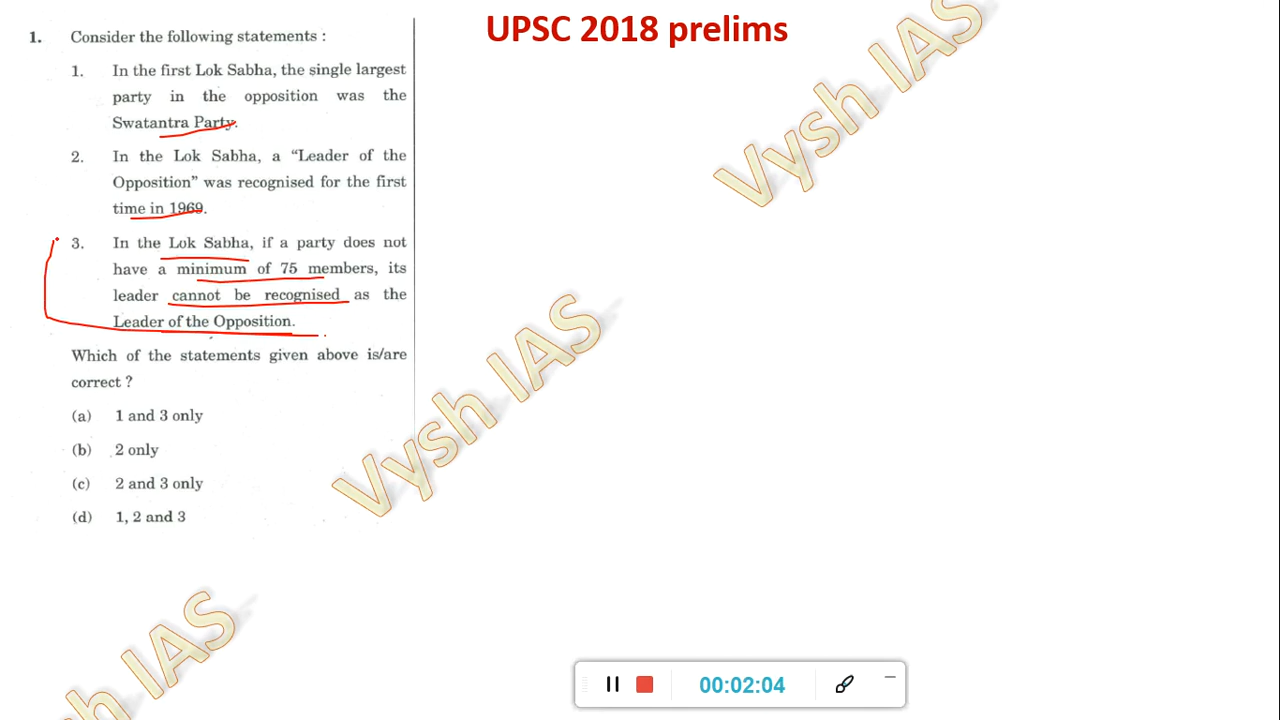 UPSC 2018 prelims
1. Consider the following statements :
1. In the first Lok Sabha, the single largest
party in the opposition was the
Swatantra Party.
2. In the Lok Sabha, a “Leader of the
Opposition” was recognised for the first
time in 1969.
3. In the Lok Sabha, if a party does not
have a minimum of 75 members, its
leader cannot be recognised as the
Leader of the Opposition.
Which of the statements given above is/are
correct ?
(a) 1 and 3 only
(b) 2 only
(c) 2 and 3 only
(d) 1, 2 and 3
Vysh IAS
Vysh IAS
sh IAS
00:02:04